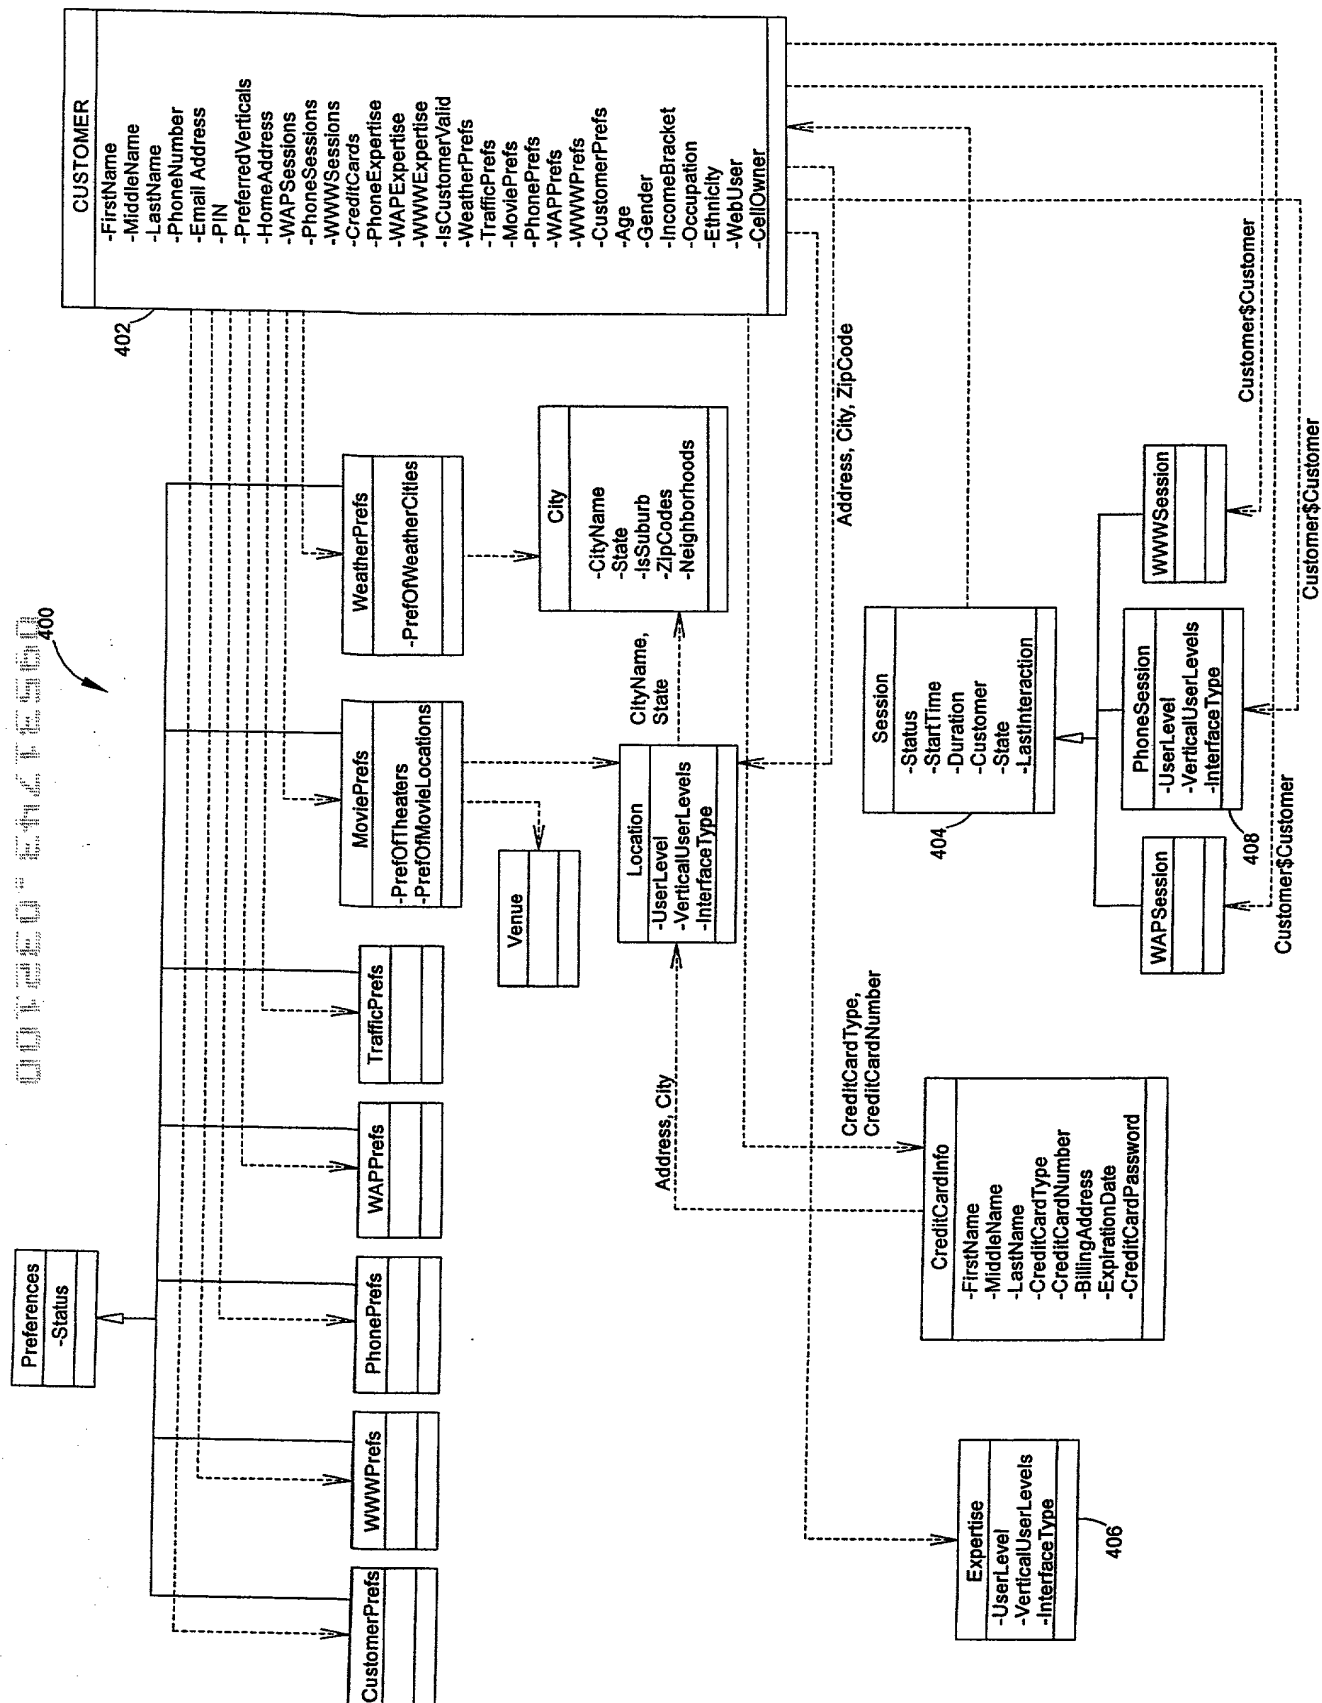 400
Preferences
-Status
CustomerPrefs
WWWPrefs
PhonePrefs
WAPPrefs
TrafficPrefs
MoviePrefs
-PrefOfTheaters
-PrefOfMovieLocations
WeatherPrefs
-PrefOfWeatherCities
CUSTOMER
-FirstName
-MiddleName
-LastName
-PhoneNumber
-Email Address
-PIN
-PreferredVerticals
-HomeAddress
-WAPSessions
-PhoneSessions
-WWWSessions
-CreditCards
-PhoneExpertise
-WAPExpertise
-WWWExpertise
-IsCustomerValid
-WeatherPrefs
-TrafficPrefs
-MoviePrefs
-PhonePrefs
-WAPPrefs
-WWWPrefs
-CustomerPrefs
-Age
-Gender
-IncomeBracket
-Occupation
-Ethnicity
-WebUser
-CellOwner
402
Venue
City
-CityName
-State
-IsSuburb
-ZipCodes
-Neighborhoods
CityName,
State
Location
-UserLevel
-VerticalUserLevels
-InterfaceType
Address, City
Address, City, ZipCode
CreditCardType,
CreditCardNumber
CreditCardInfo
-FirstName
-MiddleName
-LastName
-CreditCardType
-CreditCardNumber
-BillingAddress
-ExpirationDate
-CreditCardPassword
Expertise
-UserLevel
-VerticalUserLevels
-InterfaceType
406
Session
-Status
-StartTime
-Duration
-Customer
-State
-LastInteraction
404
WAPSession
PhoneSession
-UserLevel
-VerticalUserLevels
-InterfaceType
408
WWWSession
Customer$Customer
Customer$Customer
Customer$Customer